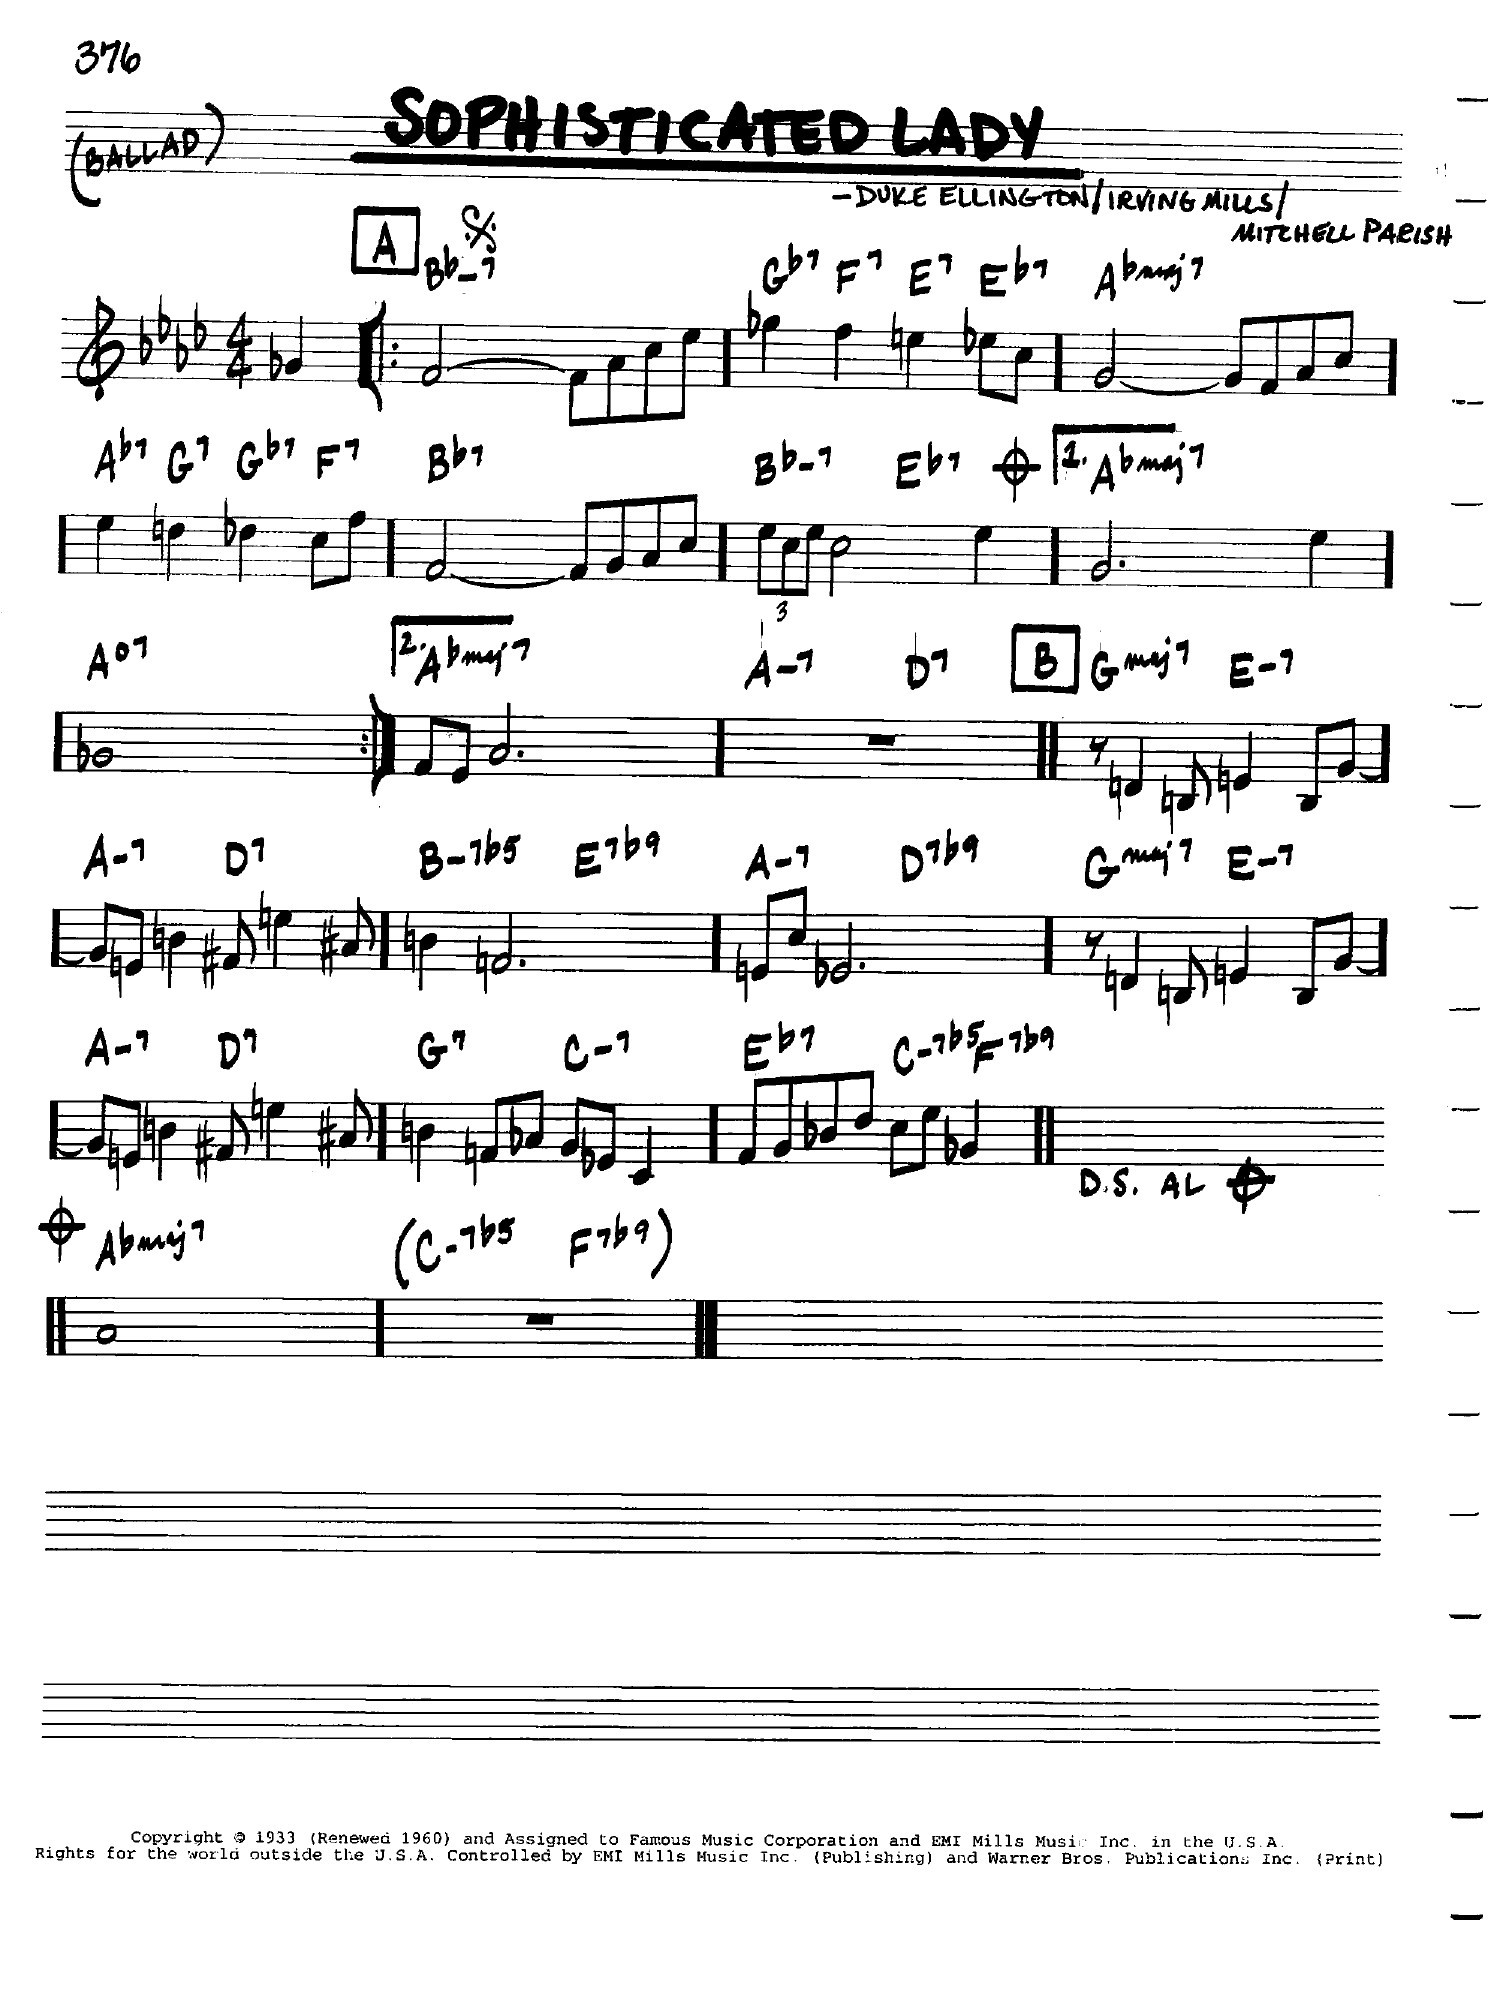 376
(BALLAD)
SOPHISTICATED LADY
- DUKE ELLINGTON/IRVING MILLS/
MITCHELL PARISH
A
Bb-7 Gb7 F7 E7 Eb7 Abmaj7
4
4
Ab7 G7 Gb7 F7 Bb7 Bb-7 Eb7 1. Abmaj7
3
A°7 2. Abmaj7 A-7 D7 B Gmaj7 E-7
A-7 D7 B-7b5 E7b9 A-7 D7b9 Gmaj7 E-7
A-7 D7 G7 C-7 Eb7 C-7b5 F7b9
D.S. AL
Abmaj7 (C-7b5 F7b9)
Copyright © 1933 (Renewed 1960) and Assigned to Famous Music Corporation and EMI Mills Music Inc. in the U.S.A.
Rights for the world outside the U.S.A. Controlled by EMI Mills Music Inc. (Publishing) and Warner Bros. Publications Inc. (Print)